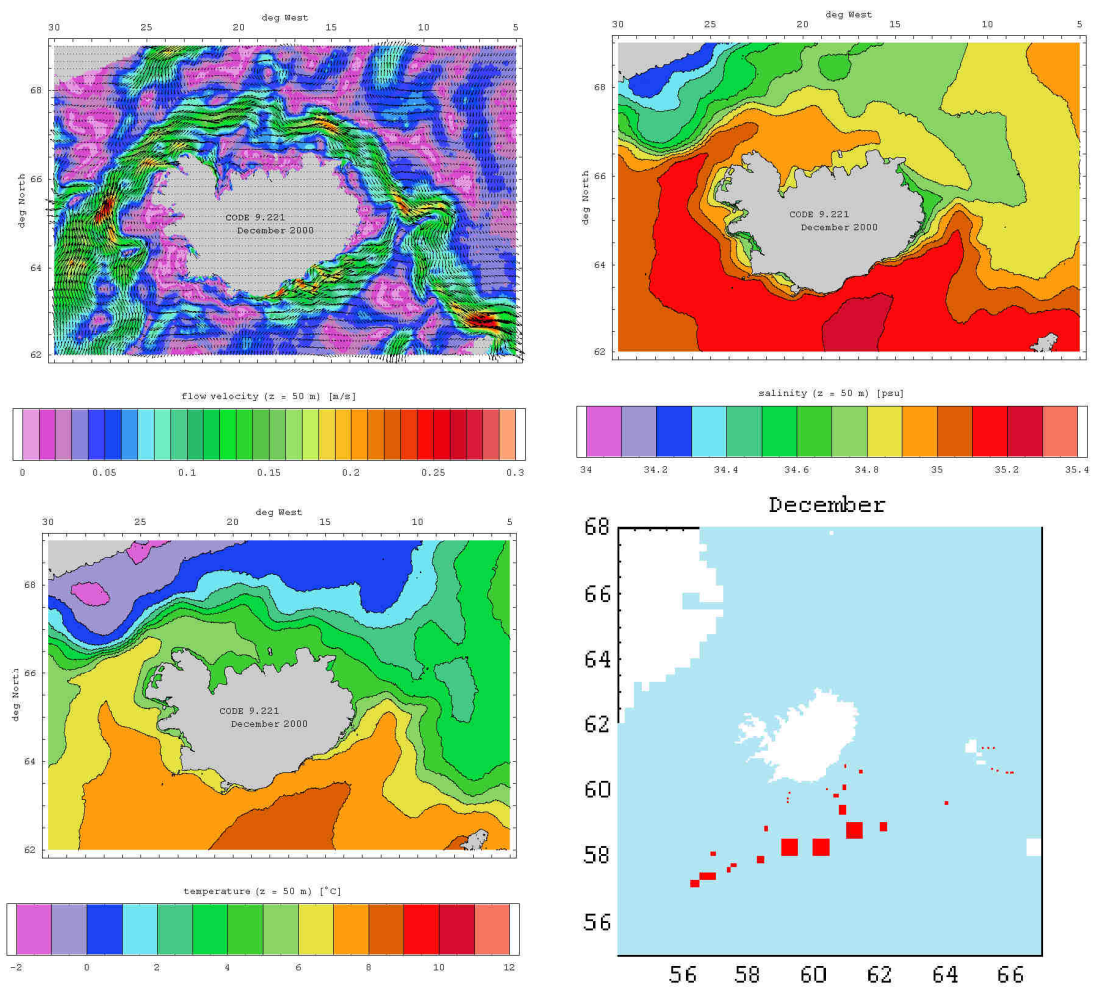 deg West
30 25 20 15 10 5
68
66
64
62
deg North
CODE 9.221
December 2000
flow velocity (z = 50 m) [m/s]
0 0.05 0.1 0.15 0.2 0.25 0.3
deg West
30 25 20 15 10 5
68
66
64
62
deg North
CODE 9.221
December 2000
salinity (z = 50 m) [psu]
34 34.2 34.4 34.6 34.8 35 35.2 35.4
deg West
30 25 20 15 10 5
68
66
64
62
deg North
CODE 9.221
December 2000
temperature (z = 50 m) [°C]
-2 0 2 4 6 8 10 12
December
68
66
64
62
60
58
56
56 58 60 62 64 66